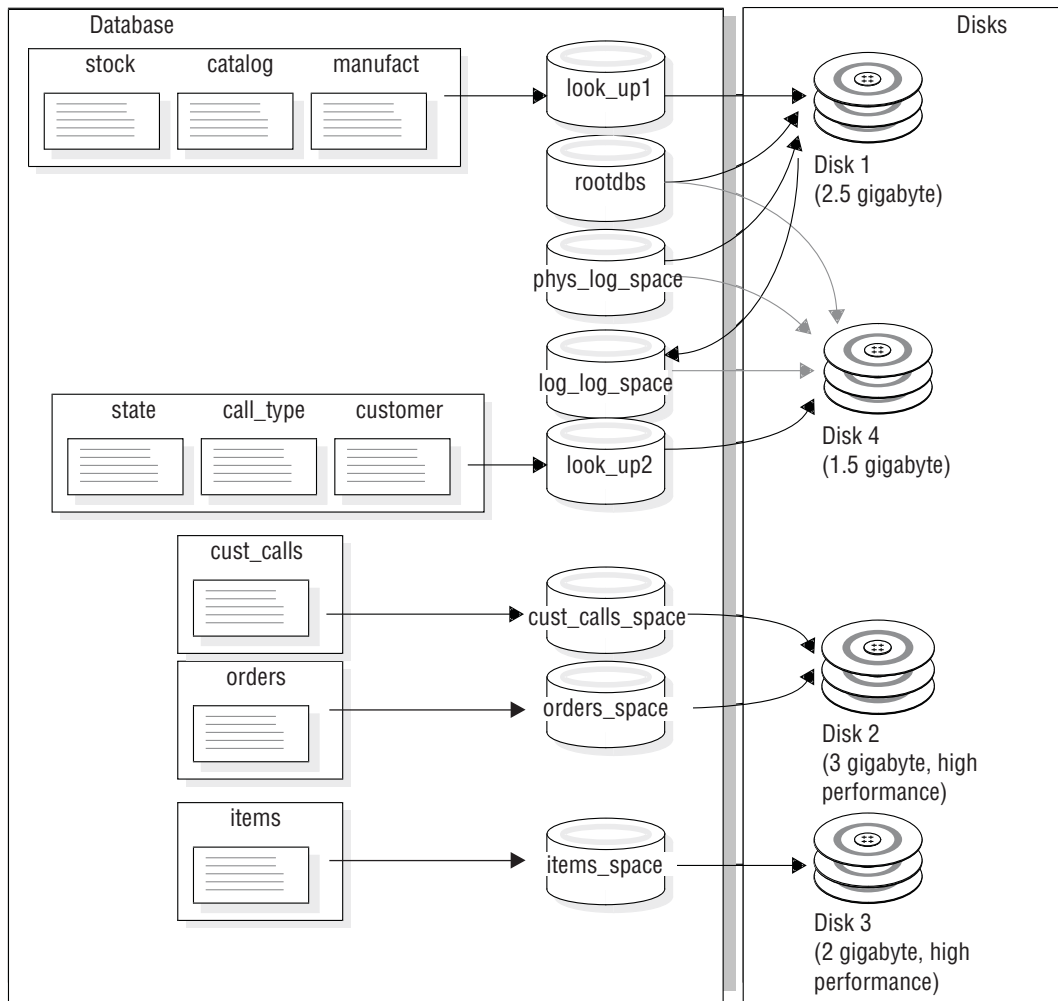 Database
Disks
stock
catalog
manufact
look_up1
Disk 1
(2.5 gigabyte)
rootdbs
phys_log_space
log_log_space
Disk 4
(1.5 gigabyte)
state
call_type
customer
look_up2
cust_calls
cust_calls_space
orders
orders_space
Disk 2
(3 gigabyte, high
performance)
items
items_space
Disk 3
(2 gigabyte, high
performance)